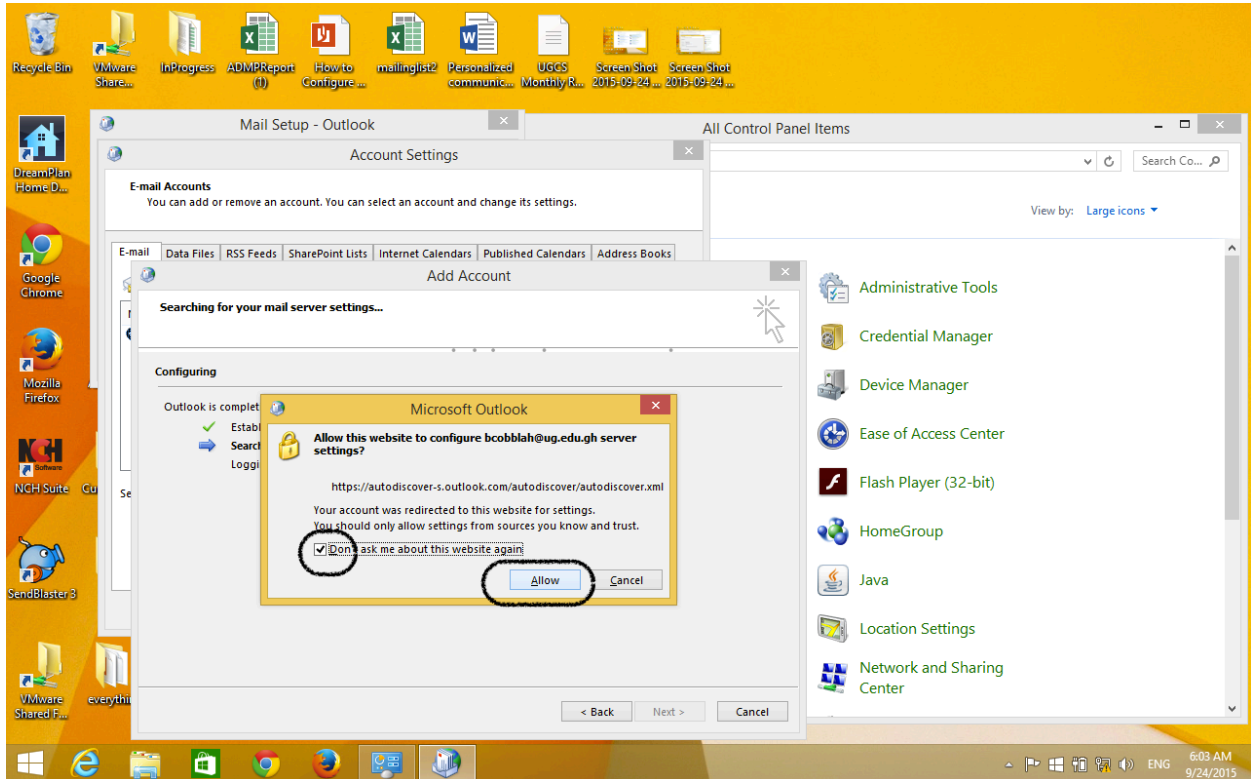 Recycle Bin
VMware Share...
InProgress
ADMPReport (1)
How to Configure ...
mailinglist2
Personalized communic...
UGCS Monthly R...
Screen Shot 2015-09-24 ...
Screen Shot 2015-09-24 ...
DreamPlan Home D...
Google Chrome
Mozilla Firefox
NCH Software
NCH Suite
Cu
SendBlaster 3
VMware Shared F...
everythi
Mail Setup - Outlook
Account Settings
E-mail Accounts
You can add or remove an account. You can select an account and change its settings.
E-mail Data Files RSS Feeds SharePoint Lists Internet Calendars Published Calendars Address Books
Se
Add Account
Searching for your mail server settings...
Configuring
Outlook is complet
Establ
Search
Loggi
Microsoft Outlook
Allow this website to configure bcobblah@ug.edu.gh server
settings?
https://autodiscover-s.outlook.com/autodiscover/autodiscover.xml
Your account was redirected to this website for settings.
You should only allow settings from sources you know and trust.
Don't ask me about this website again
Allow Cancel
< Back Next > Cancel
All Control Panel Items
Search Co...
View by: Large icons
Administrative Tools
Credential Manager
Device Manager
Ease of Access Center
Flash Player (32-bit)
HomeGroup
Java
Location Settings
Network and Sharing
Center
ENG
6:03 AM
9/24/2015